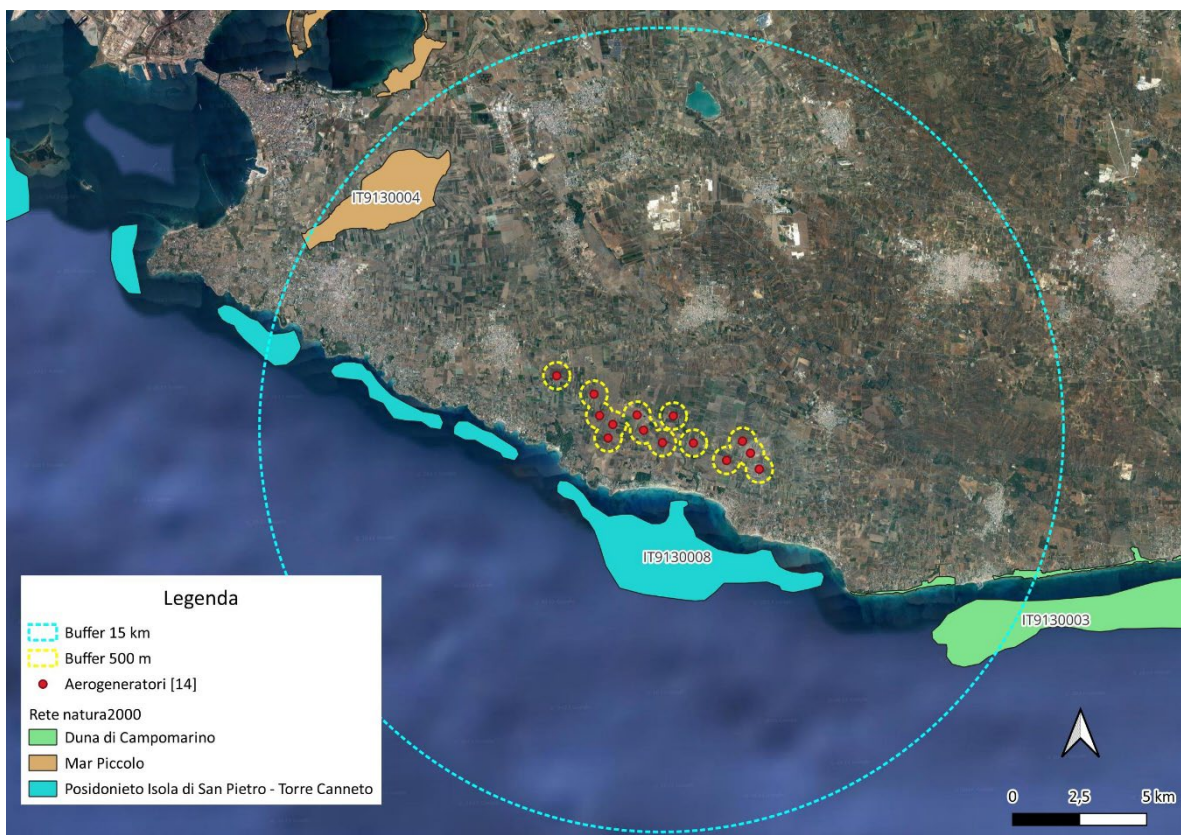 IT9130004
IT9130008
IT9130003
Legenda
Buffer 15 km
Buffer 500 m
Aerogeneratori [14]
Rete natura2000
Duna di Campomarino
Mar Piccolo
Posidonieto Isola di San Pietro - Torre Canneto
0 2,5 5 km